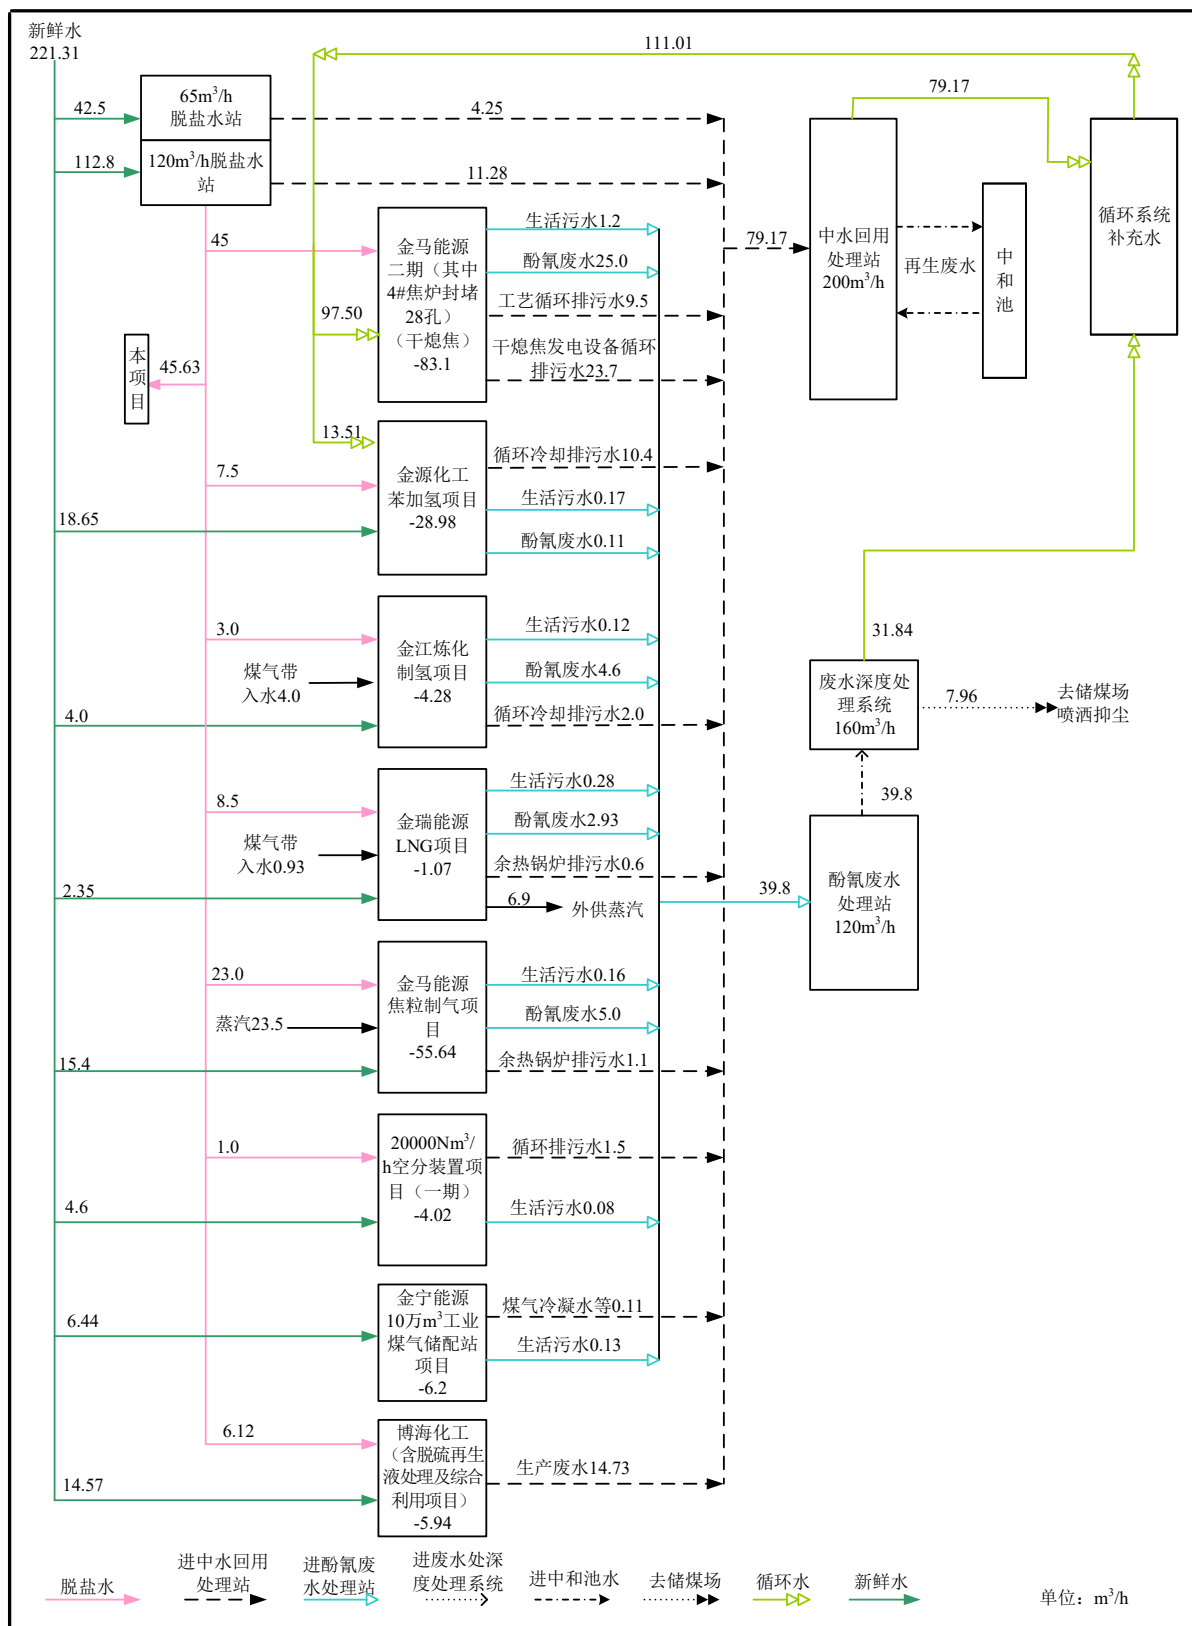 新鲜水
221.31
111.01
42.5
65m³/h
脱盐水站
4.25
79.17
112.8
120m³/h脱盐水
站
11.28
45
金马能源
二期（其中
4#焦炉封堵
28孔）
（干熄焦）
-83.1
生活污水1.2
酚氰废水25.0
工艺循环排污水9.5
干熄焦发电设备循环
排污水23.7
97.50
79.17
中水回用
处理站
200m³/h
再生废水
中
和
池
循环系统
补充水
本
项
目
45.63
13.51
7.5
18.65
金源化工
苯加氢项目
-28.98
循环冷却排污水10.4
生活污水0.17
酚氰废水0.11
3.0
煤气带
入水4.0
4.0
金江炼化
制氢项目
-4.28
生活污水0.12
酚氰废水4.6
循环冷却排污水2.0
31.84
废水深度处
理系统
160m³/h
7.96
去储煤场
喷洒抑尘
39.8
8.5
煤气带
入水0.93
2.35
金瑞能源
LNG项目
-1.07
生活污水0.28
酚氰废水2.93
余热锅炉排污水0.6
6.9
外供蒸汽
39.8
酚氰废水
处理站
120m³/h
23.0
蒸汽23.5
15.4
金马能源
焦粒制气项
目
-55.64
生活污水0.16
酚氰废水5.0
余热锅炉排污水1.1
1.0
4.6
20000Nm³/
h空分装置项
目（一期）
-4.02
循环排污水1.5
生活污水0.08
6.44
金宁能源
10万m³工业
煤气储配站
项目
-6.2
煤气冷凝水等0.11
生活污水0.13
6.12
14.57
博海化工
（含脱硫再生
液处理及综合
利用项目）
-5.94
生产废水14.73
脱盐水
进中水回用
处理站
进酚氰废
水处理站
进废水处深
度处理系统
进中和池水
去储煤场
循环水
新鲜水
单位：m³/h